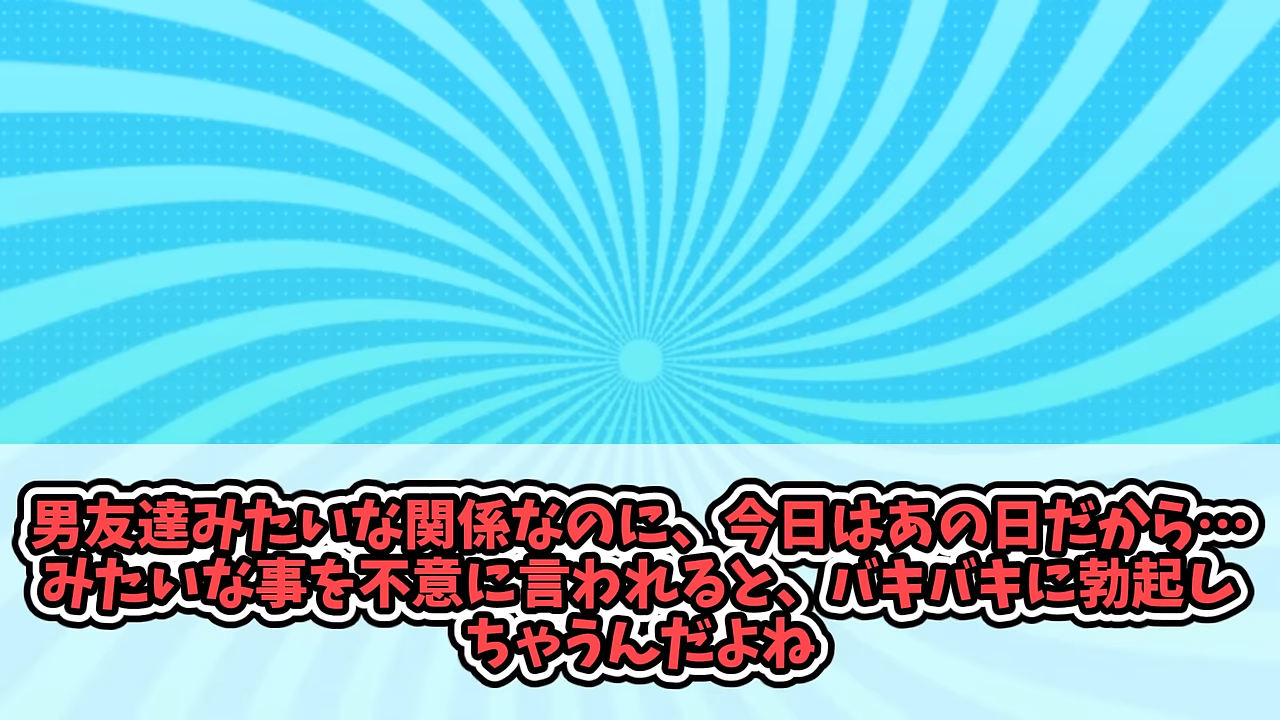 男友達みたいな関係なのに、今日はあの日だから…
みたいな事を不意に言われると、バキバキに勃起し
ちゃうんだよね